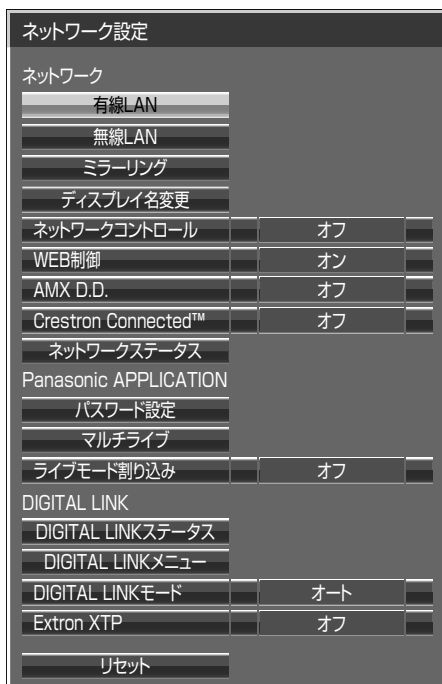 ネットワーク設定
ネットワーク
有線LAN
無線LAN
ミラーリング
ディスプレイ名変更
ネットワークコントロール オフ
WEB制御 オン
AMX D.D. オフ
Crestron Connected™ オフ
ネットワークステータス
Panasonic APPLICATION
パスワード設定
マルチライブ
ライブモード割り込み オフ
DIGITAL LINK
DIGITAL LINKステータス
DIGITAL LINKメニュー
DIGITAL LINKモード オート
Extron XTP オフ
リセット